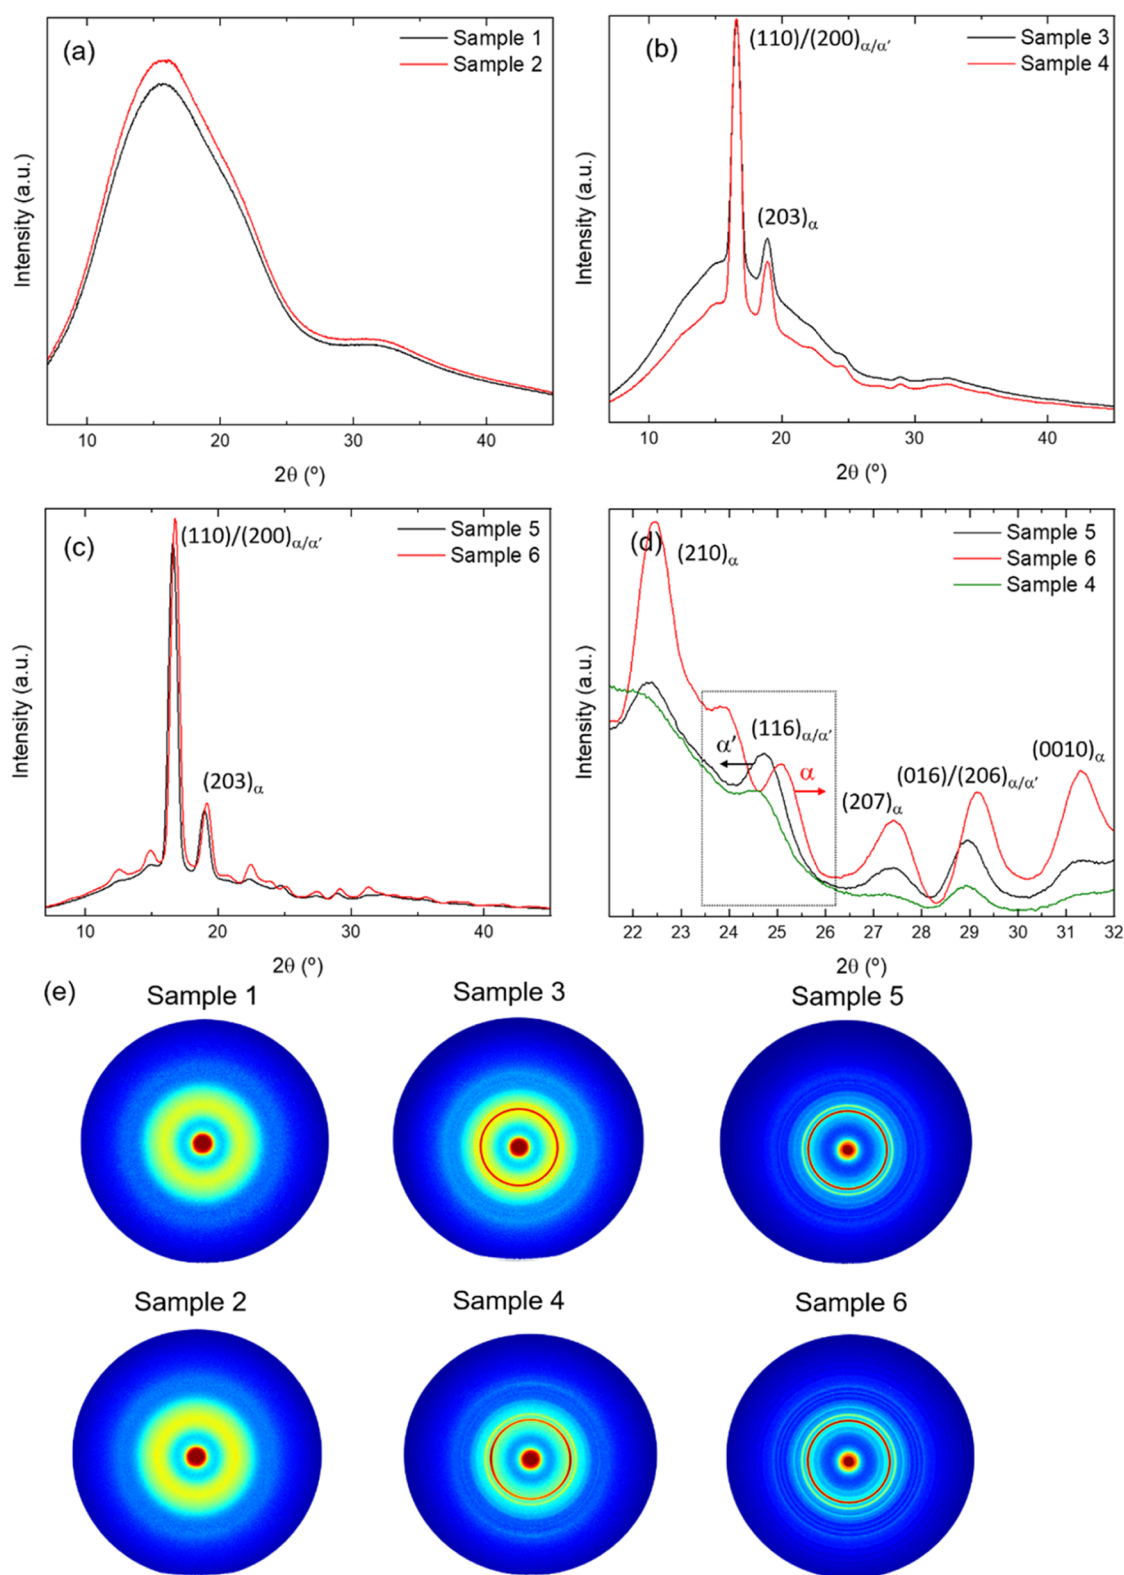 (a)
Sample 1
Sample 2
Intensity (a.u.)
10 20 30 40
2θ (º)
(b)
(110)/(200)α/α'
Sample 3
Sample 4
(203)α
Intensity (a.u.)
10 20 30 40
2θ (º)
(c)
(110)/(200)α/α'
Sample 5
Sample 6
(203)α
Intensity (a.u.)
10 20 30 40
2θ (º)
(d)
(210)α
Sample 5
Sample 6
Sample 4
(116)α/α'
α'
α
(0010)α
(016)/(206)α/α'
(207)α
Intensity (a.u.)
22 23 24 25 26 27 28 29 30 31 32
2θ (º)
(e)
Sample 1
Sample 3
Sample 5
Sample 2
Sample 4
Sample 6